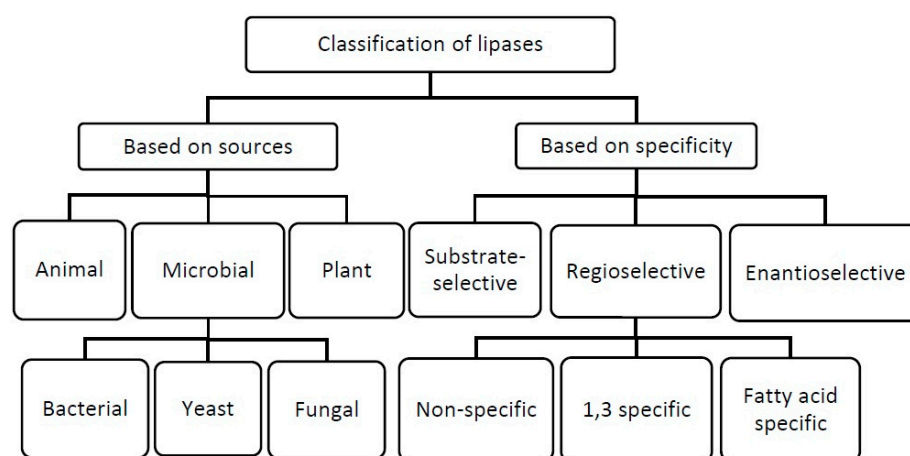 Classification of lipases
Based on sources
Based on specificity
Animal
Microbial
Plant
Substrate-
selective
Regioselective
Enantioselective
Bacterial
Yeast
Fungal
Non-specific
1,3 specific
Fatty acid
specific